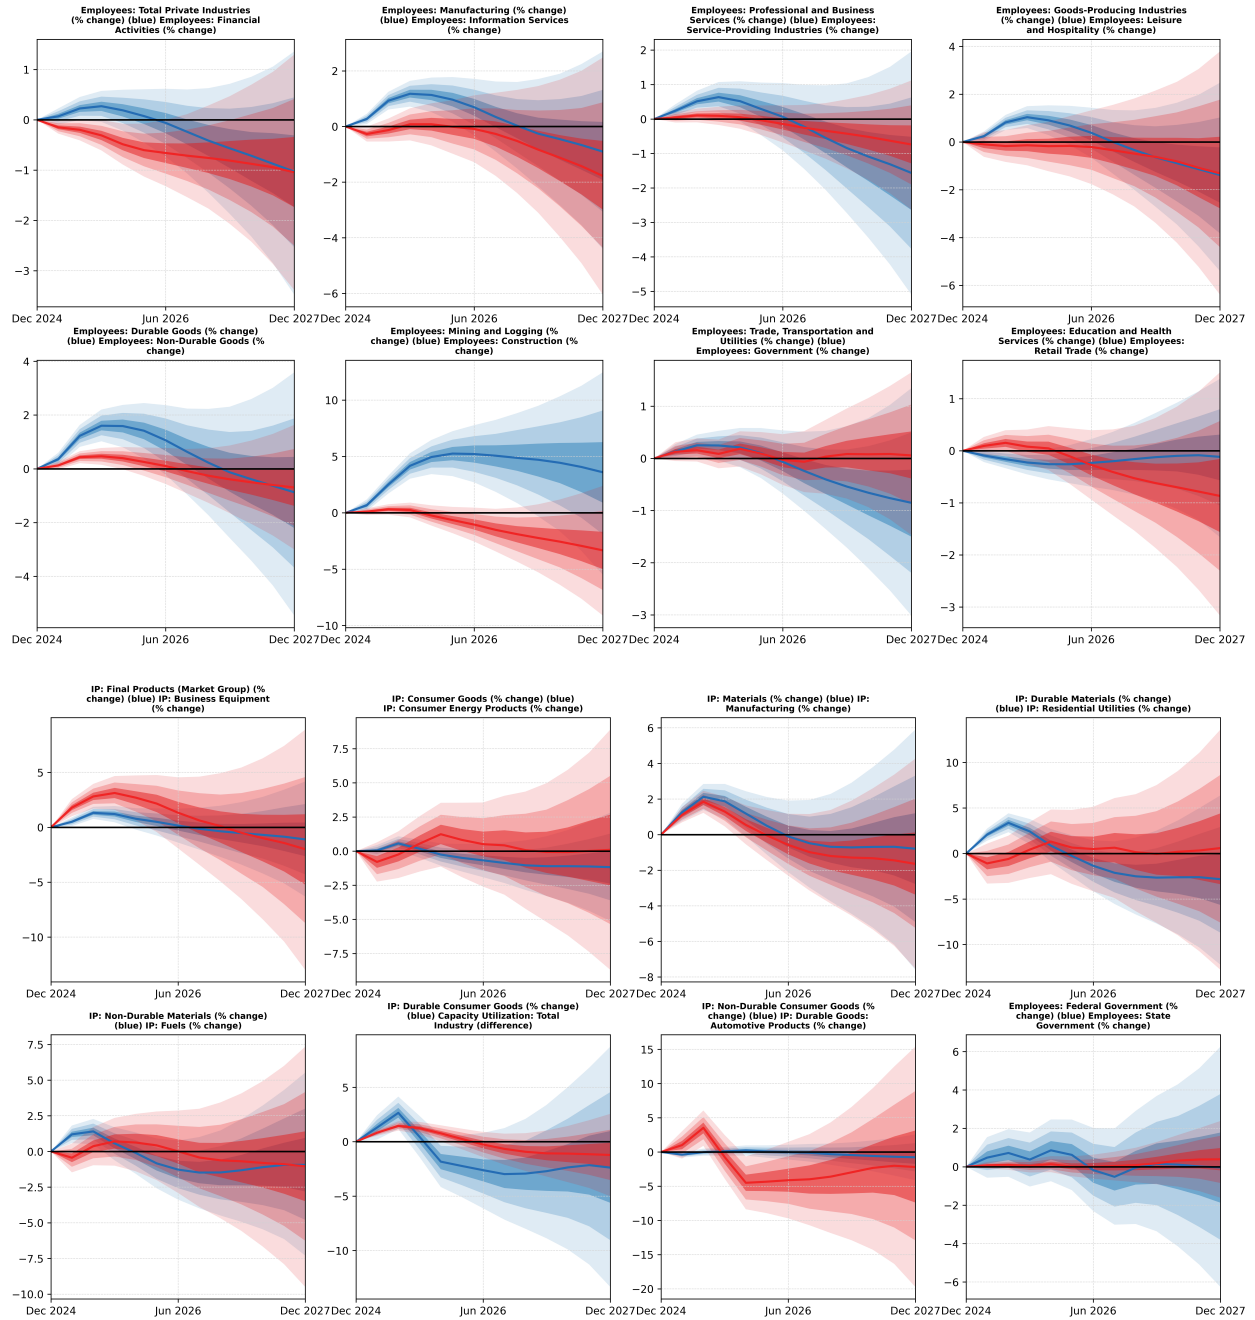 Employees: Total Private Industries
(% change) (blue) Employees: Financial
Activities (% change)
1
0
−1
−2
−3
Dec 2024
Jun 2026
Dec 2027
Employees: Manufacturing (% change)
(blue) Employees: Information Services
(% change)
2
0
−2
−4
−6
Dec 2024
Jun 2026
Dec 2027
Employees: Professional and Business
Services (% change) (blue) Employees:
Service-Providing Industries (% change)
2
1
0
−1
−2
−3
−4
−5
Dec 2024
Jun 2026
Dec 2027
Employees: Goods-Producing Industries
(% change) (blue) Employees: Leisure
and Hospitality (% change)
4
2
0
−2
−4
−6
Dec 2024
Jun 2026
Dec 2027
Employees: Durable Goods (% change)
(blue) Employees: Non-Durable Goods (%
change)
4
2
0
−2
−4
Dec 2024
Jun 2026
Dec 2027
Employees: Mining and Logging (%
change) (blue) Employees: Construction (%
change)
10
5
0
−5
−10
Dec 2024
Jun 2026
Dec 2027
Employees: Trade, Transportation and
Utilities (% change) (blue)
Employees: Government (% change)
1
0
−1
−2
−3
Dec 2024
Jun 2026
Dec 2027
Employees: Education and Health
Services (% change) (blue) Employees:
Retail Trade (% change)
1
0
−1
−2
−3
Dec 2024
Jun 2026
Dec 2027
IP: Final Products (Market Group) (%
change) (blue) IP: Business Equipment
(% change)
5
0
−5
−10
Dec 2024
Jun 2026
Dec 2027
IP: Consumer Goods (% change) (blue)
IP: Consumer Energy Products (% change)
7.5
5.0
2.5
0.0
−2.5
−5.0
−7.5
Dec 2024
Jun 2026
Dec 2027
IP: Materials (% change) (blue) IP:
Manufacturing (% change)
6
4
2
0
−2
−4
−6
−8
Dec 2024
Jun 2026
Dec 2027
IP: Durable Materials (% change)
(blue) IP: Residential Utilities (% change)
10
5
0
−5
−10
Dec 2024
Jun 2026
Dec 2027
IP: Non-Durable Materials (% change)
(blue) IP: Fuels (% change)
7.5
5.0
2.5
0.0
−2.5
−5.0
−7.5
−10.0
Dec 2024
Jun 2026
Dec 2027
IP: Durable Consumer Goods (% change)
(blue) Capacity Utilization: Total
Industry (difference)
5
0
−5
−10
Dec 2024
Jun 2026
Dec 2027
IP: Non-Durable Consumer Goods (%
change) (blue) IP: Durable Goods:
Automotive Products (% change)
15
10
5
0
−5
−10
−15
−20
Dec 2024
Jun 2026
Dec 2027
Employees: Federal Government (%
change) (blue) Employees: State
Government (% change)
6
4
2
0
−2
−4
−6
Dec 2024
Jun 2026
Dec 2027